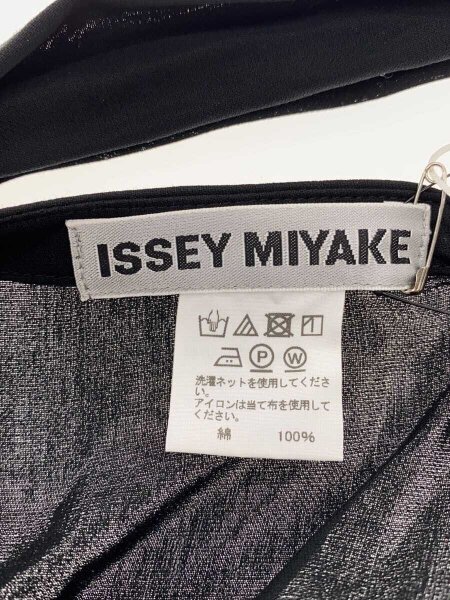 ISSEY MIYAKE
P W
洗濯ネットを使用してくださ
い。
アイロンは当て布を使用して
ください。
綿 100%